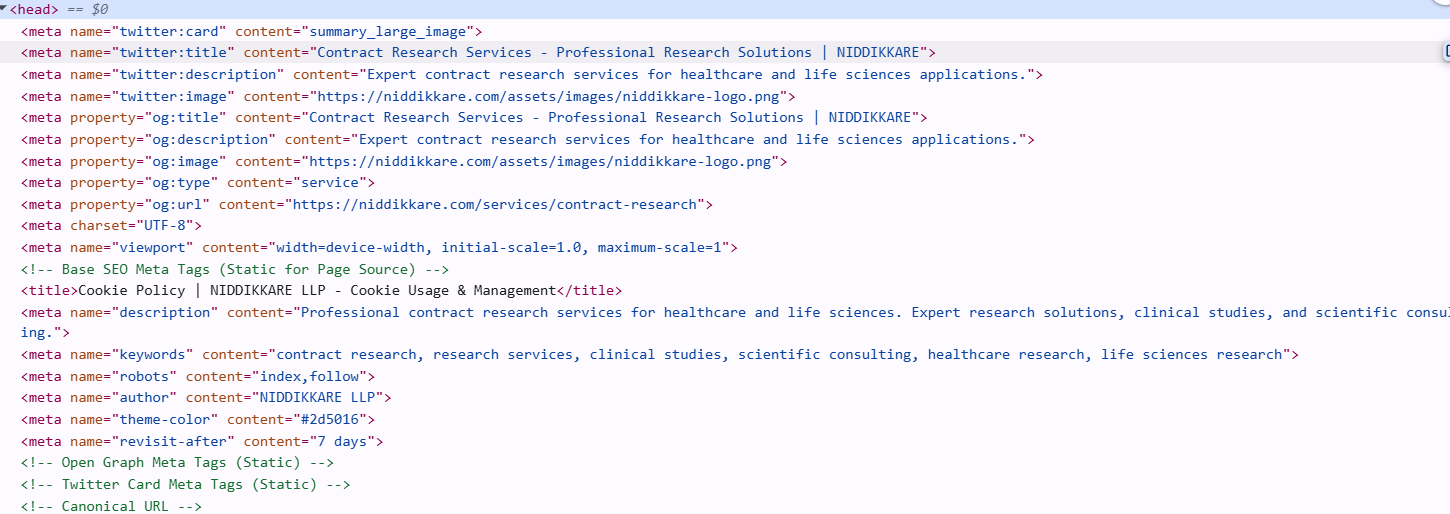 <head> == $0
<meta name="twitter:card" content="summary_large_image">
<meta name="twitter:title" content="Contract Research Services - Professional Research Solutions | NIDDIKKARE">
<meta name="twitter:description" content="Expert contract research services for healthcare and life sciences applications.">
<meta name="twitter:image" content="https://niddikkare.com/assets/images/niddikkare-logo.png">
<meta property="og:title" content="Contract Research Services - Professional Research Solutions | NIDDIKKARE">
<meta property="og:description" content="Expert contract research services for healthcare and life sciences applications.">
<meta property="og:image" content="https://niddikkare.com/assets/images/niddikkare-logo.png">
<meta property="og:type" content="service">
<meta property="og:url" content="https://niddikkare.com/services/contract-research">
<meta charset="UTF-8">
<meta name="viewport" content="width=device-width, initial-scale=1.0, maximum-scale=1">
<!-- Base SEO Meta Tags (Static for Page Source) -->
<title>Cookie Policy | NIDDIKKARE LLP - Cookie Usage & Management</title>
<meta name="description" content="Professional contract research services for healthcare and life sciences. Expert research solutions, clinical studies, and scientific consul
ing.">
<meta name="keywords" content="contract research, research services, clinical studies, scientific consulting, healthcare research, life sciences research">
<meta name="robots" content="index,follow">
<meta name="author" content="NIDDIKKARE LLP">
<meta name="theme-color" content="#2d5016">
<meta name="revisit-after" content="7 days">
<!-- Open Graph Meta Tags (Static) -->
<!-- Twitter Card Meta Tags (Static) -->
<!-- Canonical URL -->